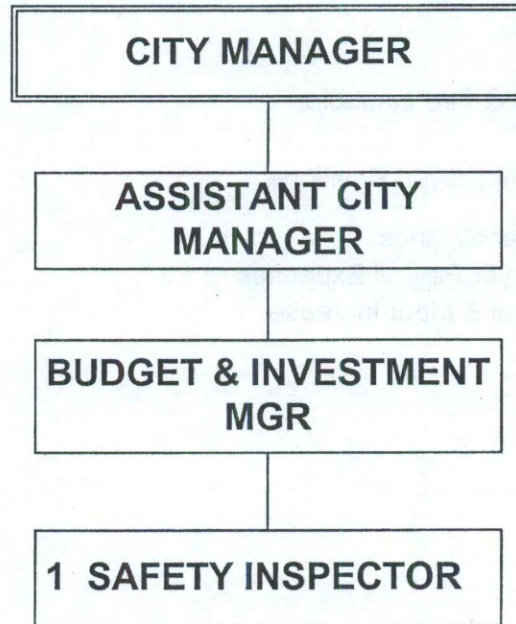 CITY MANAGER
ASSISTANT CITY
MANAGER
BUDGET & INVESTMENT
MGR
1 SAFETY INSPECTOR